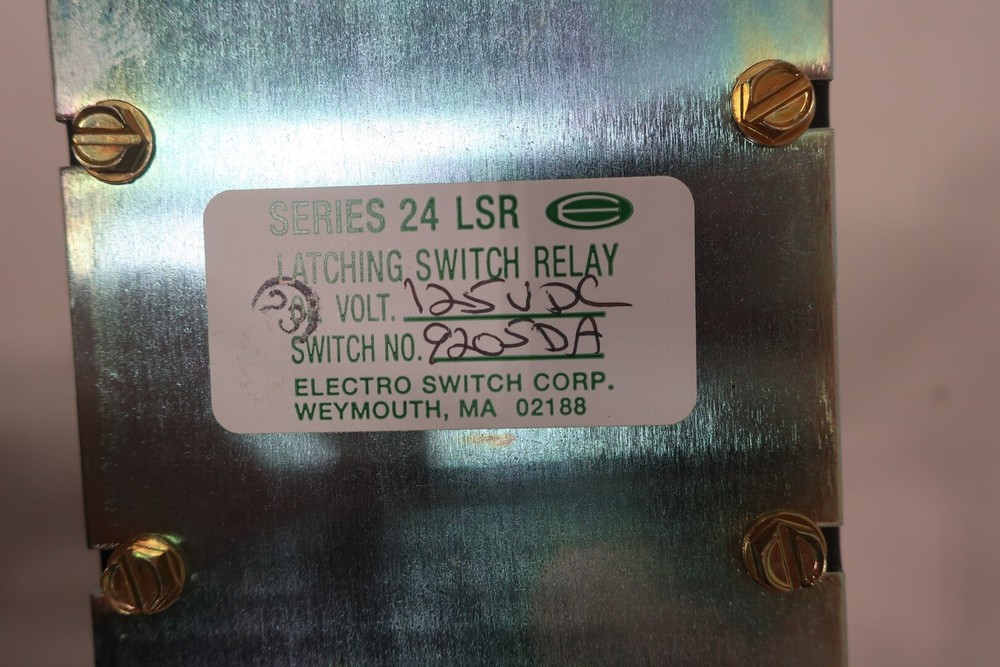 SERIES 24 LSR
LATCHING SWITCH RELAY
VOLT. 125VDC
SWITCH NO. 9205DA
ELECTRO SWITCH CORP.
WEYMOUTH, MA 02188